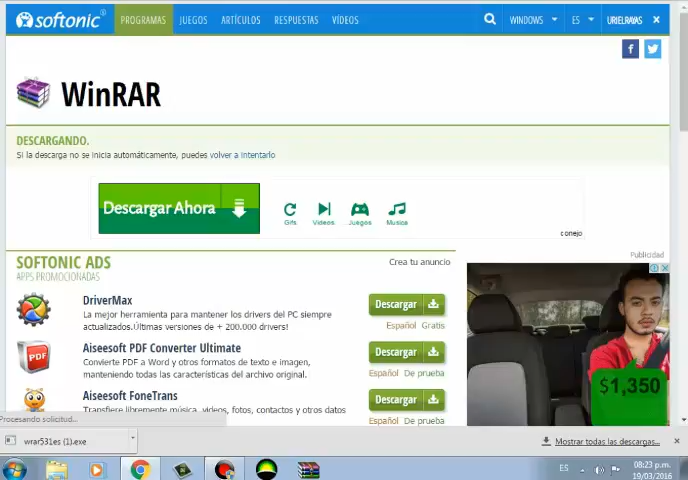 softonic
PROGRAMAS JUEGOS ARTÍCULOS RESPUESTAS VÍDEOS WINDOWS ES URIELRAYAS
WinRAR
DESCARGANDO.
Si la descarga no se inicia automáticamente, puedes volver a intentarlo
Descargar Ahora
Gifs Videos Juegos Musica
conejo
Publicidad
SOFTONIC ADS
Crea tu anuncio
APPS PROMOCIONADAS
DriverMax
La mejor herramienta para mantener los drivers del PC siempre
actualizados.Últimas versiones de + 200.000 drivers!
Descargar
Español Gratis
Aiseesoft PDF Converter Ultimate
Convierte PDF a Word y otros formatos de texto e imagen,
manteniendo todas las características del archivo original.
PDF
Descargar
Español De prueba
Aiseesoft FoneTrans
Transfiere libremente música, videos, fotos, contactos y otros datos
Descargar
Español De prueba
$1,350
Procesando solicitud...
wrar531es (1).exe
Mostrar todas las descargas...
ES
08:23 p.m.
19/03/2016